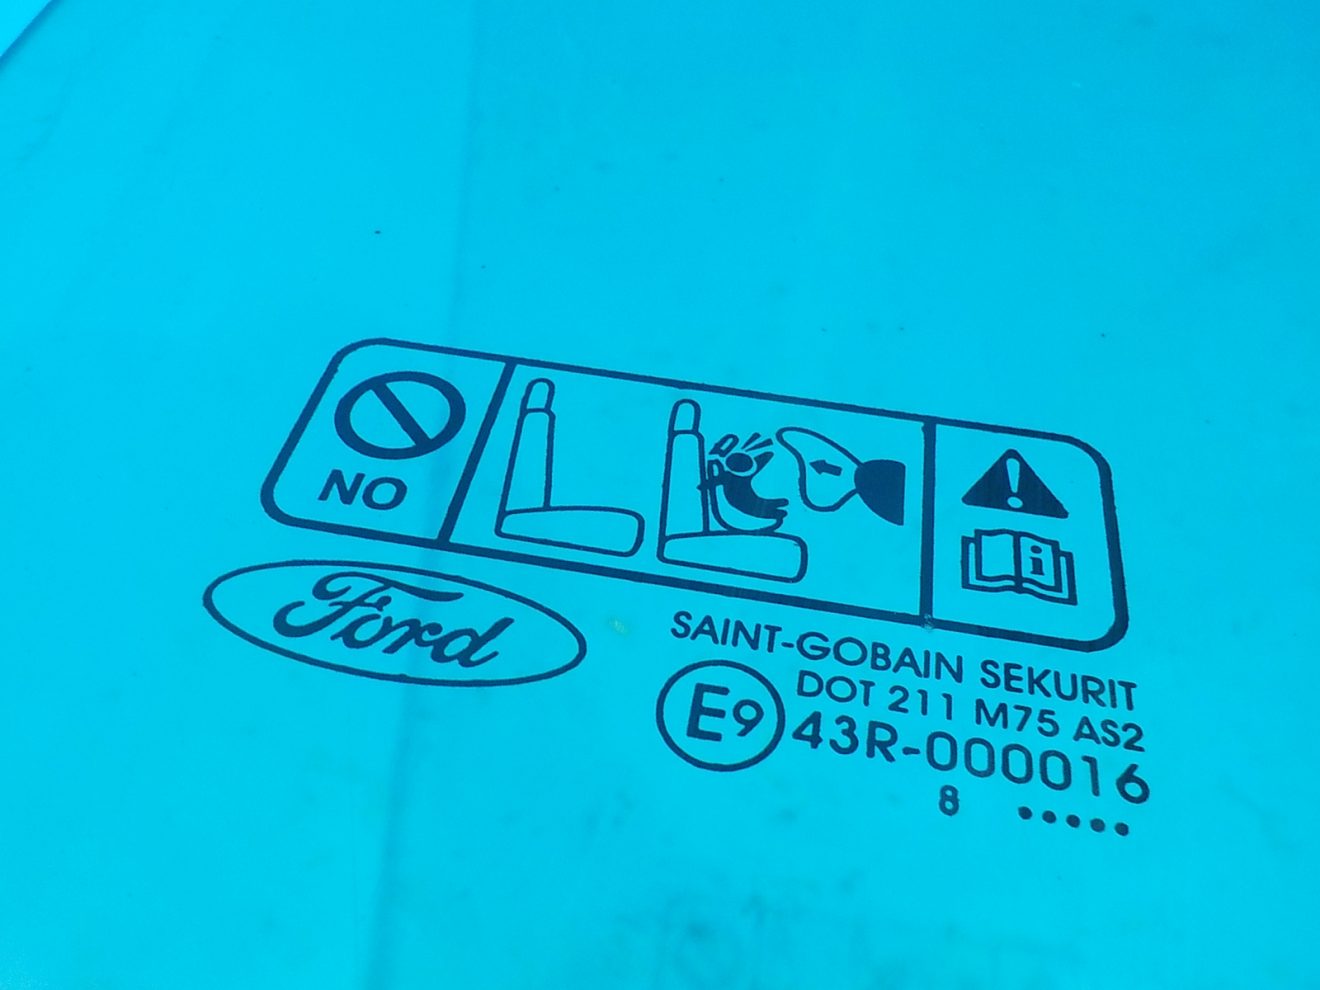 NO
i
Ford
SAINT-GOBAIN SEKURIT
DOT 211 M75 AS2
E9 43R-000016
8 •••••